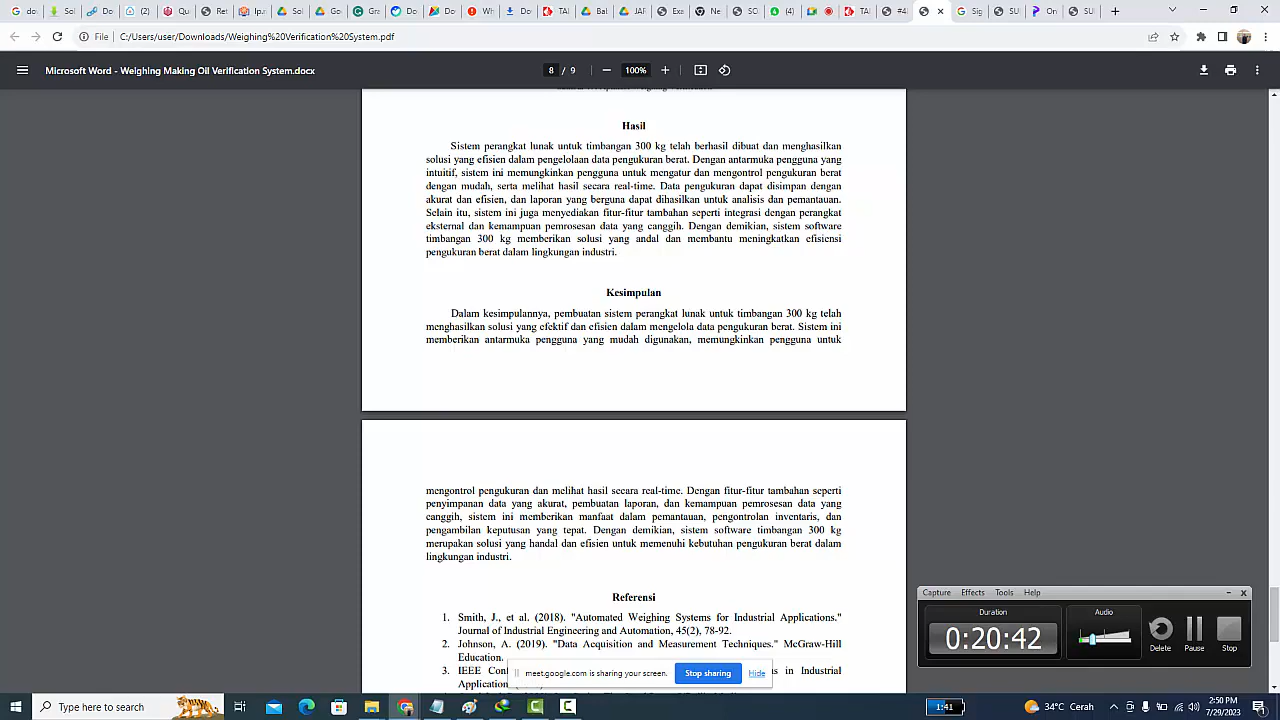 File
C:/Users/user/Downloads/Weighing%20Verification%20System.pdf
Microsoft Word - Weighing Making Oil Verification System.docx
8 / 9
100%
Hasil
Sistem perangkat lunak untuk timbangan 300 kg telah berhasil dibuat dan menghasilkan
solusi yang efisien dalam pengelolaan data pengukuran berat. Dengan antarmuka pengguna yang
intuitif, sistem ini memungkinkan pengguna untuk mengatur dan mengontrol pengukuran berat
dengan mudah, serta melihat hasil secara real-time. Data pengukuran dapat disimpan dengan
akurat dan efisien, dan laporan yang berguna dapat dihasilkan untuk analisis dan pemantauan.
Selain itu, sistem ini juga menyediakan fitur-fitur tambahan seperti integrasi dengan perangkat
eksternal dan kemampuan pemrosesan data yang canggih. Dengan demikian, sistem software
timbangan 300 kg memberikan solusi yang andal dan membantu meningkatkan efisiensi
pengukuran berat dalam lingkungan industri.
Kesimpulan
Dalam kesimpulannya, pembuatan sistem perangkat lunak untuk timbangan 300 kg telah
menghasilkan solusi yang efektif dan efisien dalam mengelola data pengukuran berat. Sistem ini
memberikan antarmuka pengguna yang mudah digunakan, memungkinkan pengguna untuk
mengontrol pengukuran dan melihat hasil secara real-time. Dengan fitur-fitur tambahan seperti
penyimpanan data yang akurat, pembuatan laporan, dan kemampuan pemrosesan data yang
canggih, sistem ini memberikan manfaat dalam pemantauan, pengontrolan inventaris, dan
pengambilan keputusan yang tepat. Dengan demikian, sistem software timbangan 300 kg
merupakan solusi yang handal dan efisien untuk memenuhi kebutuhan pengukuran berat dalam
lingkungan industri.
Referensi
1. Smith, J., et al. (2018). "Automated Weighing Systems for Industrial Applications."
Journal of Industrial Engineering and Automation, 45(2), 78-92.
2. Johnson, A. (2019). "Data Acquisition and Measurement Techniques." McGraw-Hill
Education.
3. IEEE
in Industrial
meet.google.com is sharing your screen.
Stop sharing
Hide
Capture Effects Tools Help
Duration
0:20:42
Audio
Delete
Pause
Stop
Type here to search
1:41
34°C Cerah
2:50 PM
7/29/2023